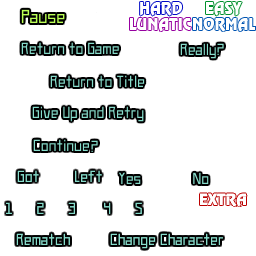 Pause HARD EASY
LUNATIC NORMAL
Return to Game Really?
Return to Title
Give Up and Retry
Continue?
Got Left Yes No
EXTRA
1 2 3 4 5
Rematch Change Character